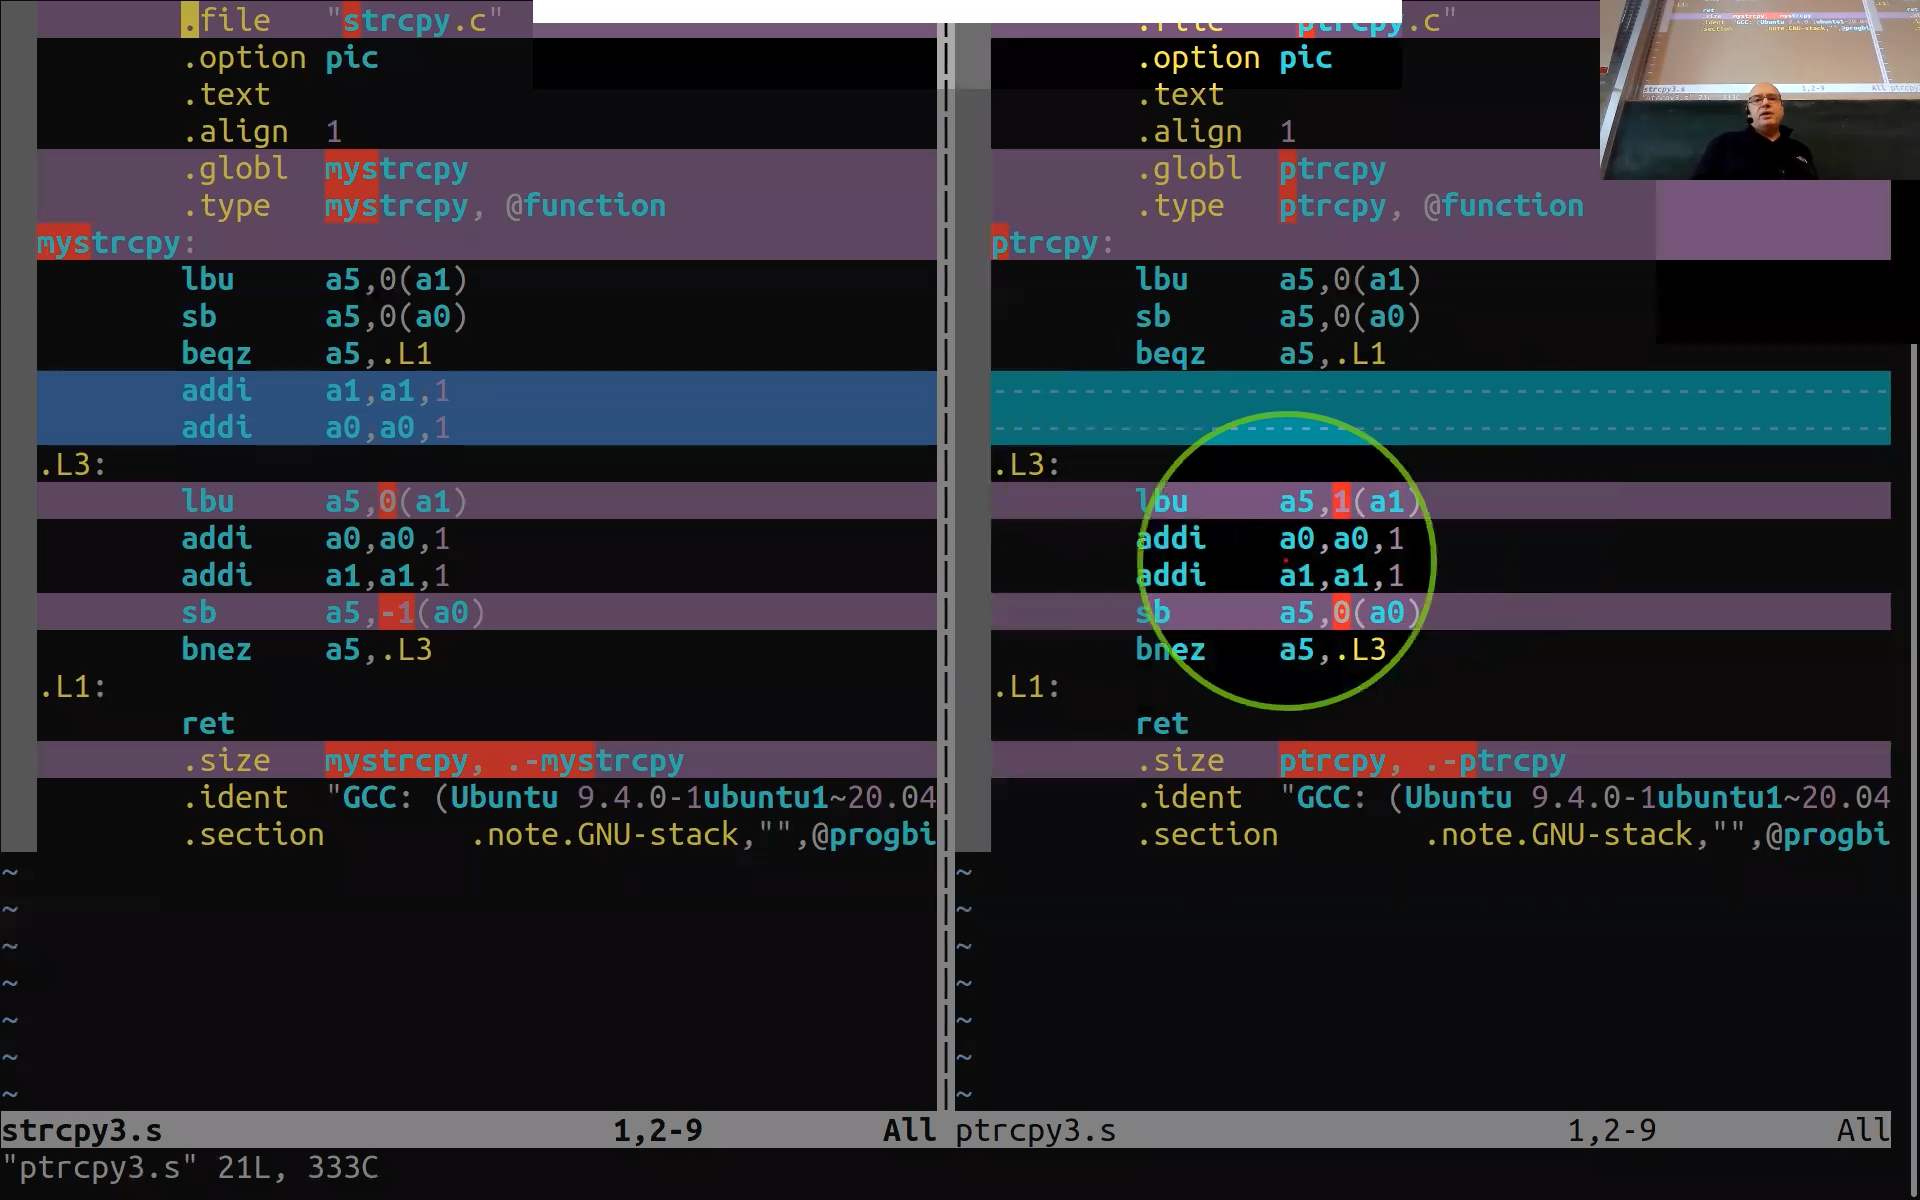 .file "strcpy.c"
.option pic
.text
.align 1
.globl mystrcpy
.type mystrcpy, @function
mystrcpy:
lbu a5,0(a1)
sb a5,0(a0)
beqz a5,.L1
addi a1,a1,1
addi a0,a0,1
.L3:
lbu a5,0(a1)
addi a0,a0,1
addi a1,a1,1
sb a5,-1(a0)
bnez a5,.L3
.L1:
ret
.size mystrcpy, .-mystrcpy
.ident "GCC: (Ubuntu 9.4.0-1ubuntu1~20.04
.section .note.GNU-stack,"",@progbi
~
~
~
~
~
~
~
strcpy3.s 1,2-9 All
.file "ptrcpy.c"
.option pic
.text
.align 1
.globl ptrcpy
.type ptrcpy, @function
ptrcpy:
lbu a5,0(a1)
sb a5,0(a0)
beqz a5,.L1
.L3:
lbu a5,1(a1)
addi a0,a0,1
addi a1,a1,1
sb a5,0(a0)
bnez a5,.L3
.L1:
ret
.size ptrcpy, .-ptrcpy
.ident "GCC: (Ubuntu 9.4.0-1ubuntu1~20.04
.section .note.GNU-stack,"",@progbi
~
~
~
~
~
~
~
ptrcpy3.s 1,2-9 All
"ptrcpy3.s" 21L, 333C